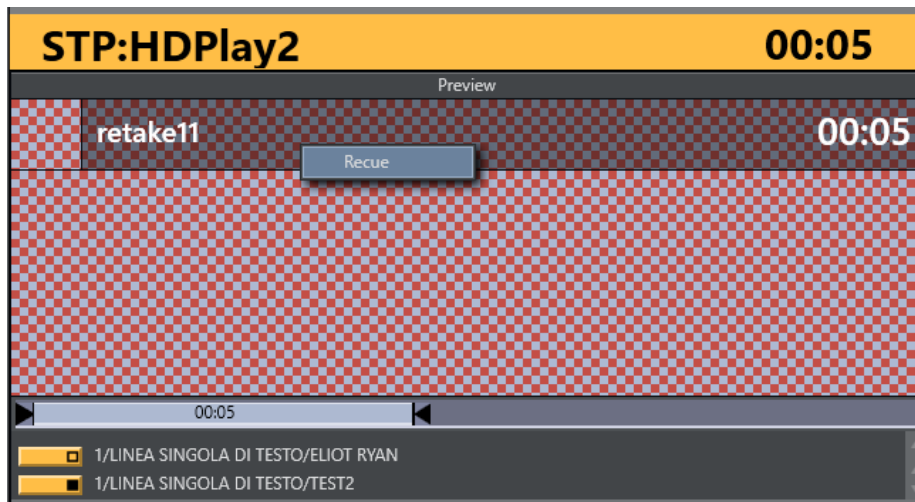 STP:HDPlay2 00:05
Preview
retake11 00:05
Recue
00:05
1/LINEA SINGOLA DI TESTO/ELIOT RYAN
1/LINEA SINGOLA DI TESTO/TEST2